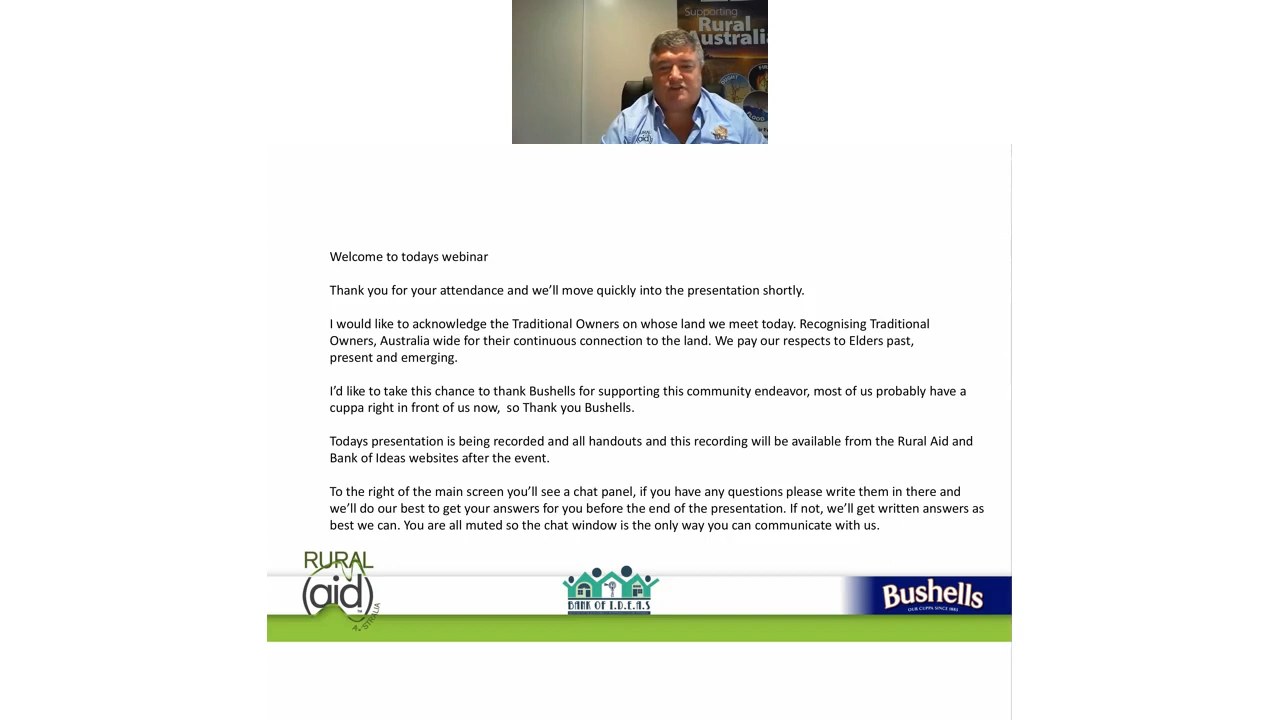 Supporting
Rural
Australia
RURAL
(aid)
Welcome to todays webinar
Thank you for your attendance and we’ll move quickly into the presentation shortly.
I would like to acknowledge the Traditional Owners on whose land we meet today. Recognising Traditional
Owners, Australia wide for their continuous connection to the land. We pay our respects to Elders past,
present and emerging.
I’d like to take this chance to thank Bushells for supporting this community endeavor, most of us probably have a
cuppa right in front of us now,  so Thank you Bushells.
Todays presentation is being recorded and all handouts and this recording will be available from the Rural Aid and
Bank of Ideas websites after the event.
To the right of the main screen you’ll see a chat panel, if you have any questions please write them in there and
we’ll do our best to get your answers for you before the end of the presentation. If not, we’ll get written answers as
best we can. You are all muted so the chat window is the only way you can communicate with us.
RURAL
(aid)
BANK OF I.D.E.A.S
Bushells
OUR CUPPA SINCE 1883